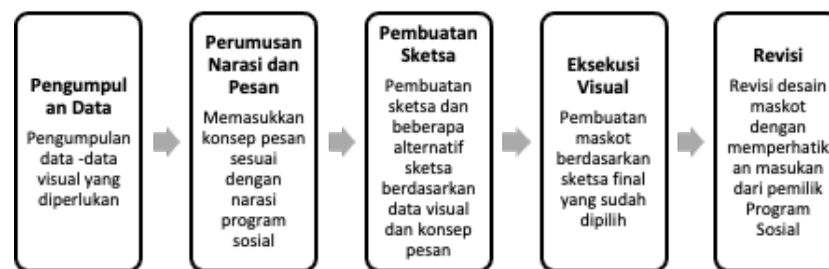 Pengumpul
an Data
Pengumpulan
data -data
visual yang
diperlukan
Perumusan
Narasi dan
Pesan
Memasukkan
konsep pesan
sesuai
dengan
narasi
program
sosial
Pembuatan
Sketsa
Pembuatan
sketsa dan
beberapa
alternatif
sketsa
berdasarkan
data visual
dan konsep
pesan
Eksekusi
Visual
Pembuatan
maskot
berdasarkan
sketsa final
yang sudah
dipilih
Revisi
Revisi desain
maskot
dengan
memperhatik
an masukan
dari pemilik
Program
Sosial